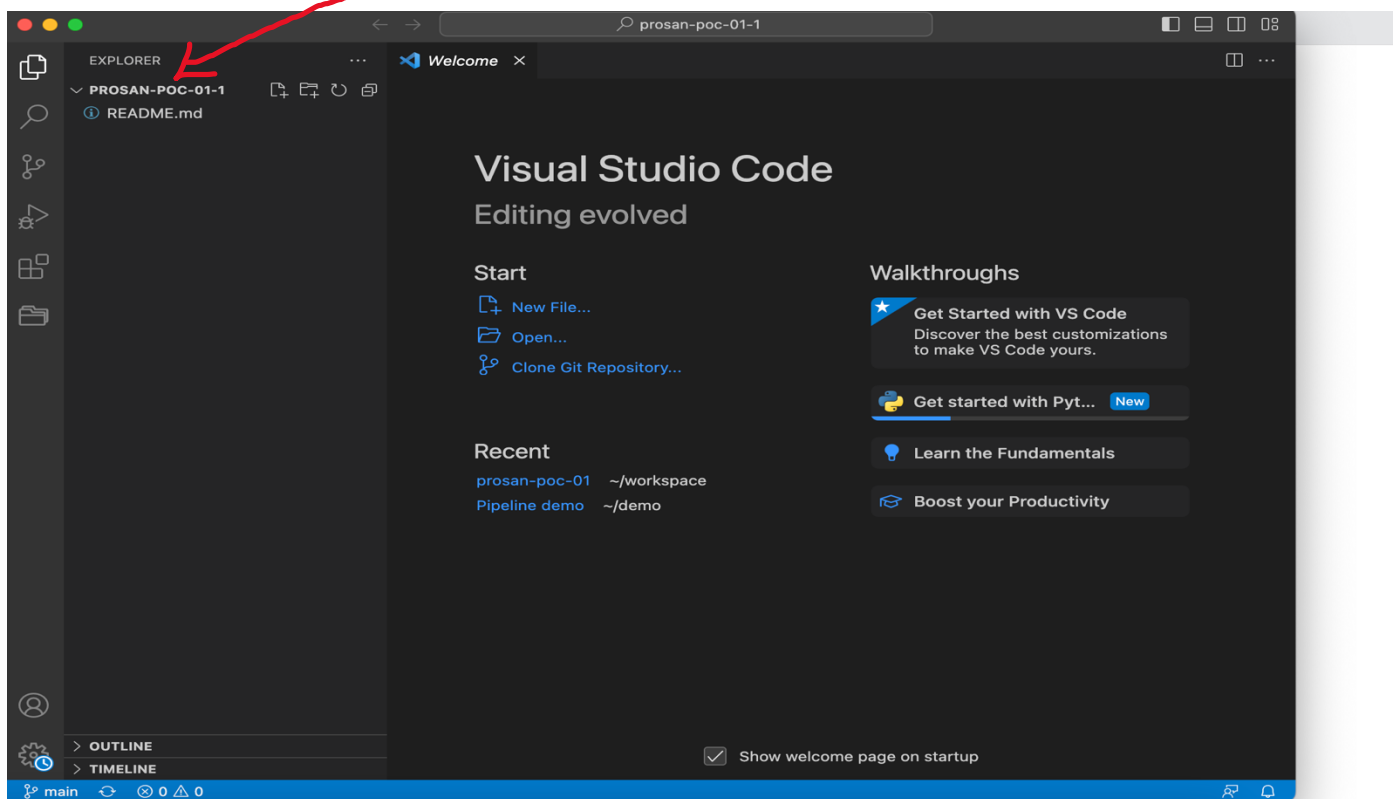 prosan-poc-01-1
EXPLORER
Welcome
PROSAN-POC-01-1
README.md
Visual Studio Code
Editing evolved
Start
New File...
Open...
Clone Git Repository...
Recent
prosan-poc-01 ~/workspace
Pipeline demo ~/demo
Walkthroughs
Get Started with VS Code
Discover the best customizations
to make VS Code yours.
Get started with Pyt... New
Learn the Fundamentals
Boost your Productivity
OUTLINE
TIMELINE
Show welcome page on startup
main 0 0